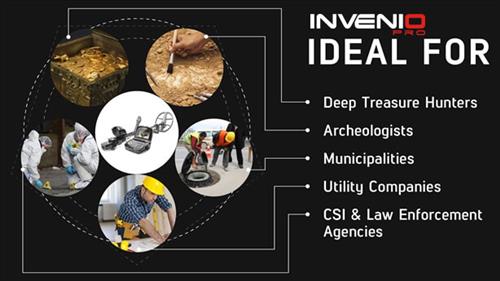 INVENIO
PRO
IDEAL FOR
Deep Treasure Hunters
Archeologists
Municipalities
Utility Companies
CSI & Law Enforcement
Agencies